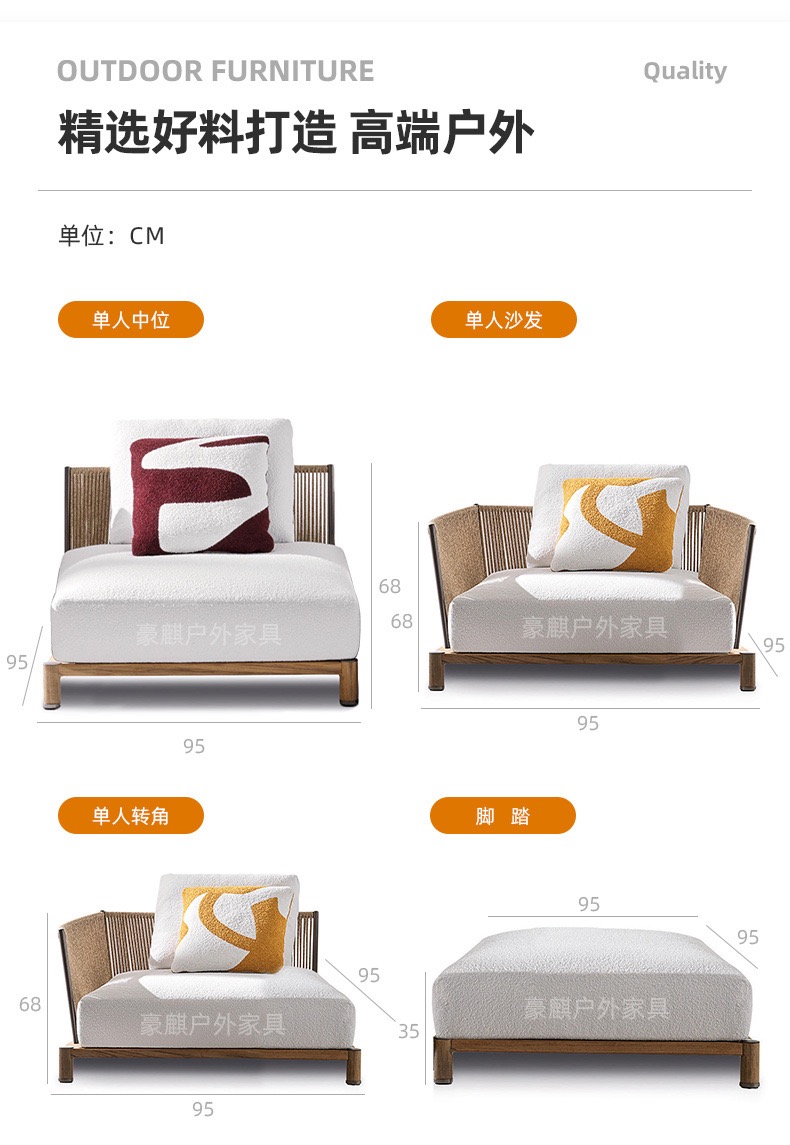 OUTDOOR FURNITURE
Quality
精选好料打造 高端户外
单位：CM
单人中位
单人沙发
68
豪麒户外家具
95
95
68
豪麒户外家具
95
95
单人转角
脚 踏
68
豪麒户外家具
95
95
95
95
35
豪麒户外家具